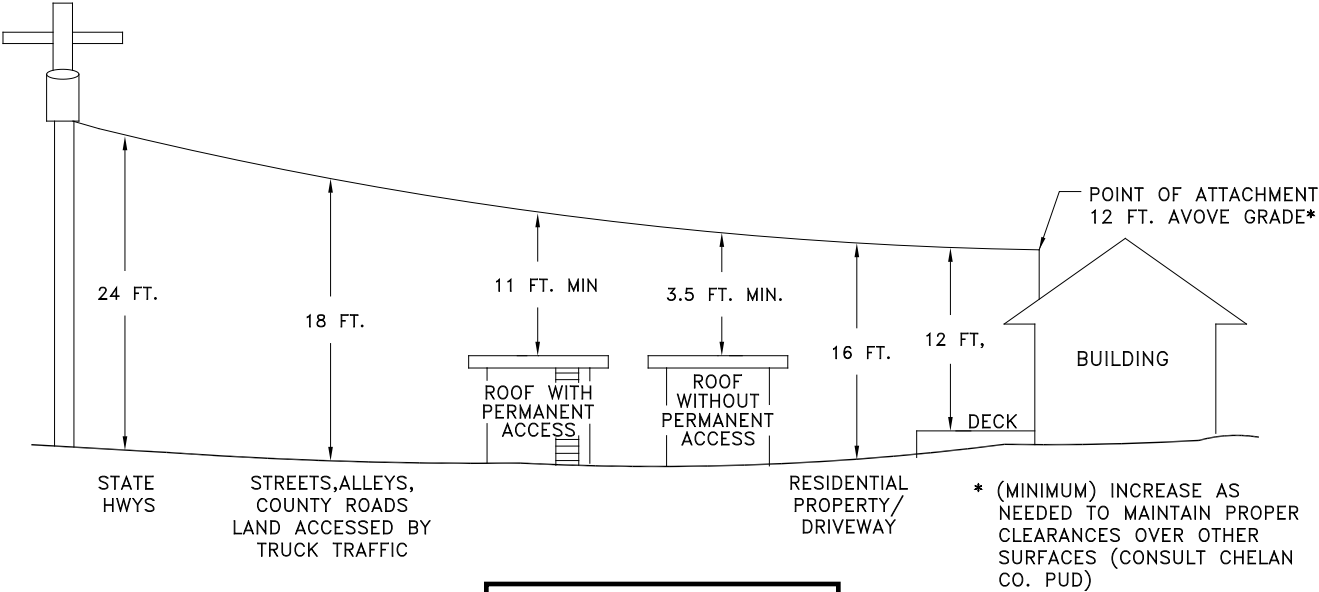 POINT OF ATTACHMENT
12 FT. AVOVE GRADE*
24 FT.
18 FT.
11 FT. MIN
3.5 FT. MIN.
16 FT.
12 FT,
BUILDING
ROOF WITH
PERMANENT
ACCESS
ROOF
WITHOUT
PERMANENT
ACCESS
DECK
STATE
HWYS
STREETS,ALLEYS,
COUNTY ROADS
LAND ACCESSED BY
TRUCK TRAFFIC
RESIDENTIAL
PROPERTY/
DRIVEWAY
* (MINIMUM) INCREASE AS
NEEDED TO MAINTAIN PROPER
CLEARANCES OVER OTHER
SURFACES (CONSULT CHELAN
CO. PUD)